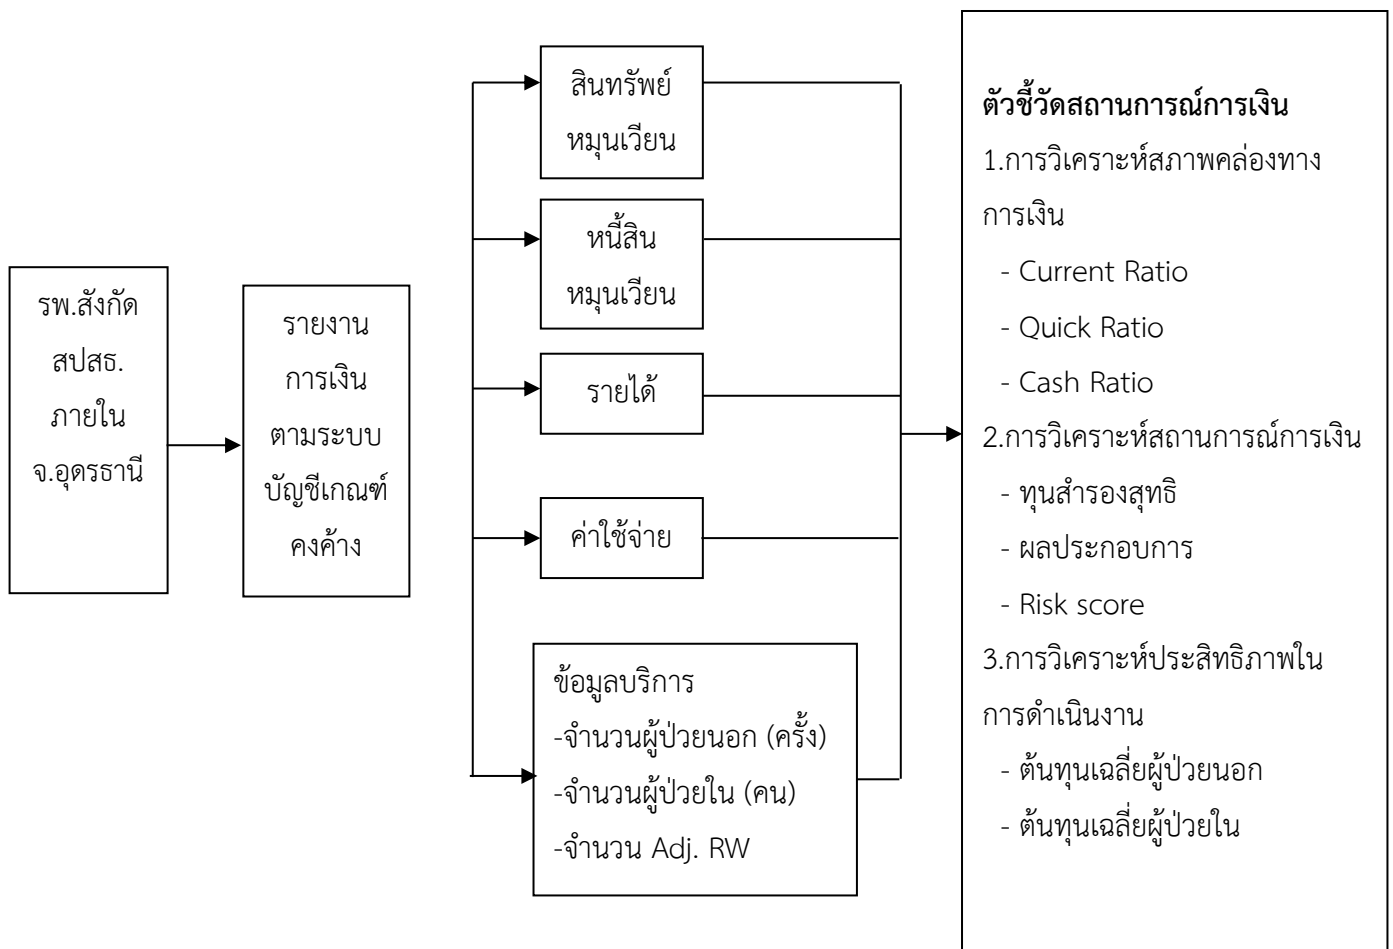 รพ.สังกัด
สปสธ.
ภายใน
จ.อุดรธานี
รายงาน
การเงิน
ตามระบบ
บัญชีเกณฑ์
คงค้าง
สินทรัพย์
หมุนเวียน
หนี้สิน
หมุนเวียน
รายได้
ค่าใช้จ่าย
ข้อมูลบริการ
-จำนวนผู้ป่วยนอก (ครั้ง)
-จำนวนผู้ป่วยใน (คน)
-จำนวน Adj. RW
ตัวชี้วัดสถานการณ์การเงิน
1.การวิเคราะห์สภาพคล่องทาง
การเงิน
- Current Ratio
- Quick Ratio
- Cash Ratio
2.การวิเคราะห์สถานการณ์การเงิน
- ทุนสำรองสุทธิ
- ผลประกอบการ
- Risk score
3.การวิเคราะห์ประสิทธิภาพใน
การดำเนินงาน
- ต้นทุนเฉลี่ยผู้ป่วยนอก
- ต้นทุนเฉลี่ยผู้ป่วยใน